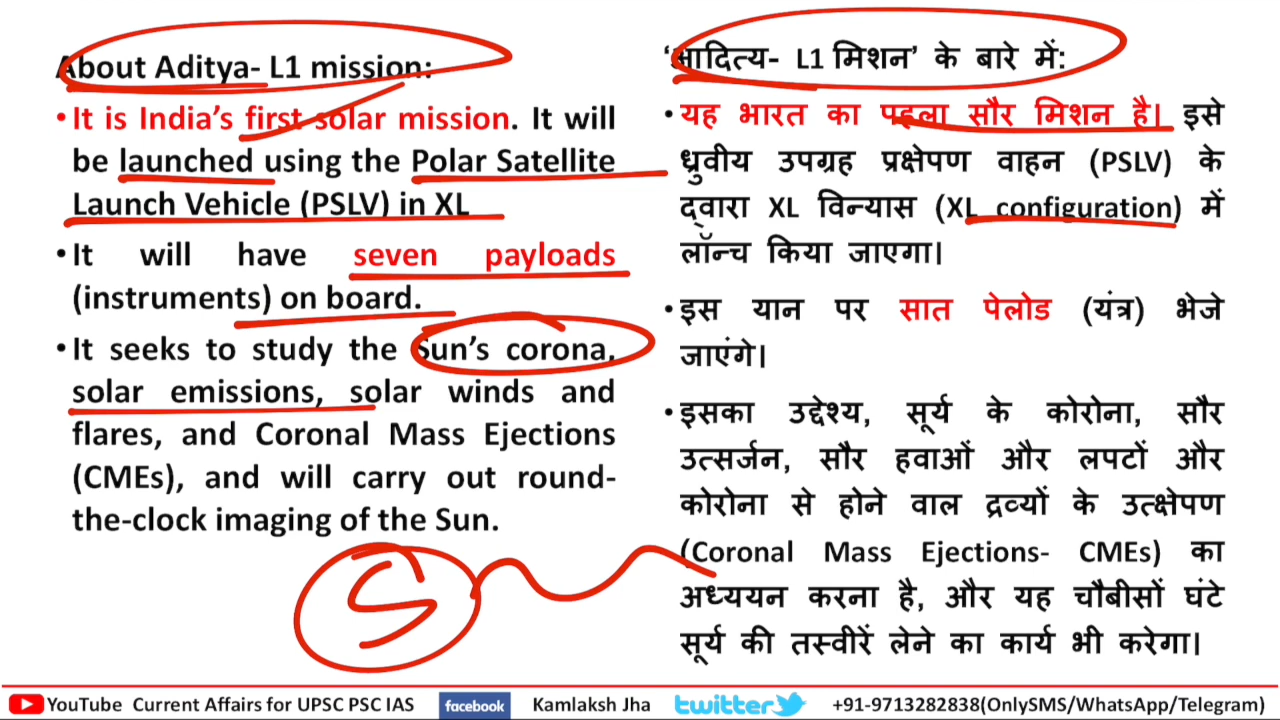 About Aditya- L1 mission:
• It is India's first solar mission. It will
be launched using the Polar Satellite
Launch Vehicle (PSLV) in XL
• It will have seven payloads
(instruments) on board.
• It seeks to study the Sun's corona,
solar emissions, solar winds and
flares, and Coronal Mass Ejections
(CMEs), and will carry out round-
the-clock imaging of the Sun.
S
‘आदित्य- L1 मिशन’ के बारे में:
• यह भारत का पहला सौर मिशन है। इसे
ध्रुवीय उपग्रह प्रक्षेपण वाहन (PSLV) के
द्वारा XL विन्यास (XL configuration) में
लॉन्च किया जाएगा।
• इस यान पर सात पेलोड (यंत्र) भेजे
जाएंगे।
• इसका उद्देश्य, सूर्य के कोरोना, सौर
उत्सर्जन, सौर हवाओं और लपटों और
कोरोना से होने वाल द्रव्यों के उत्क्षेपण
(Coronal Mass Ejections- CMEs) का
अध्ययन करना है, और यह चौबीसों घंटे
सूर्य की तस्वीरें लेने का कार्य भी करेगा।
YouTube Current Affairs for UPSC PSC IAS facebook Kamlaksh Jha twitter +91-9713282838(OnlySMS/WhatsApp/Telegram)